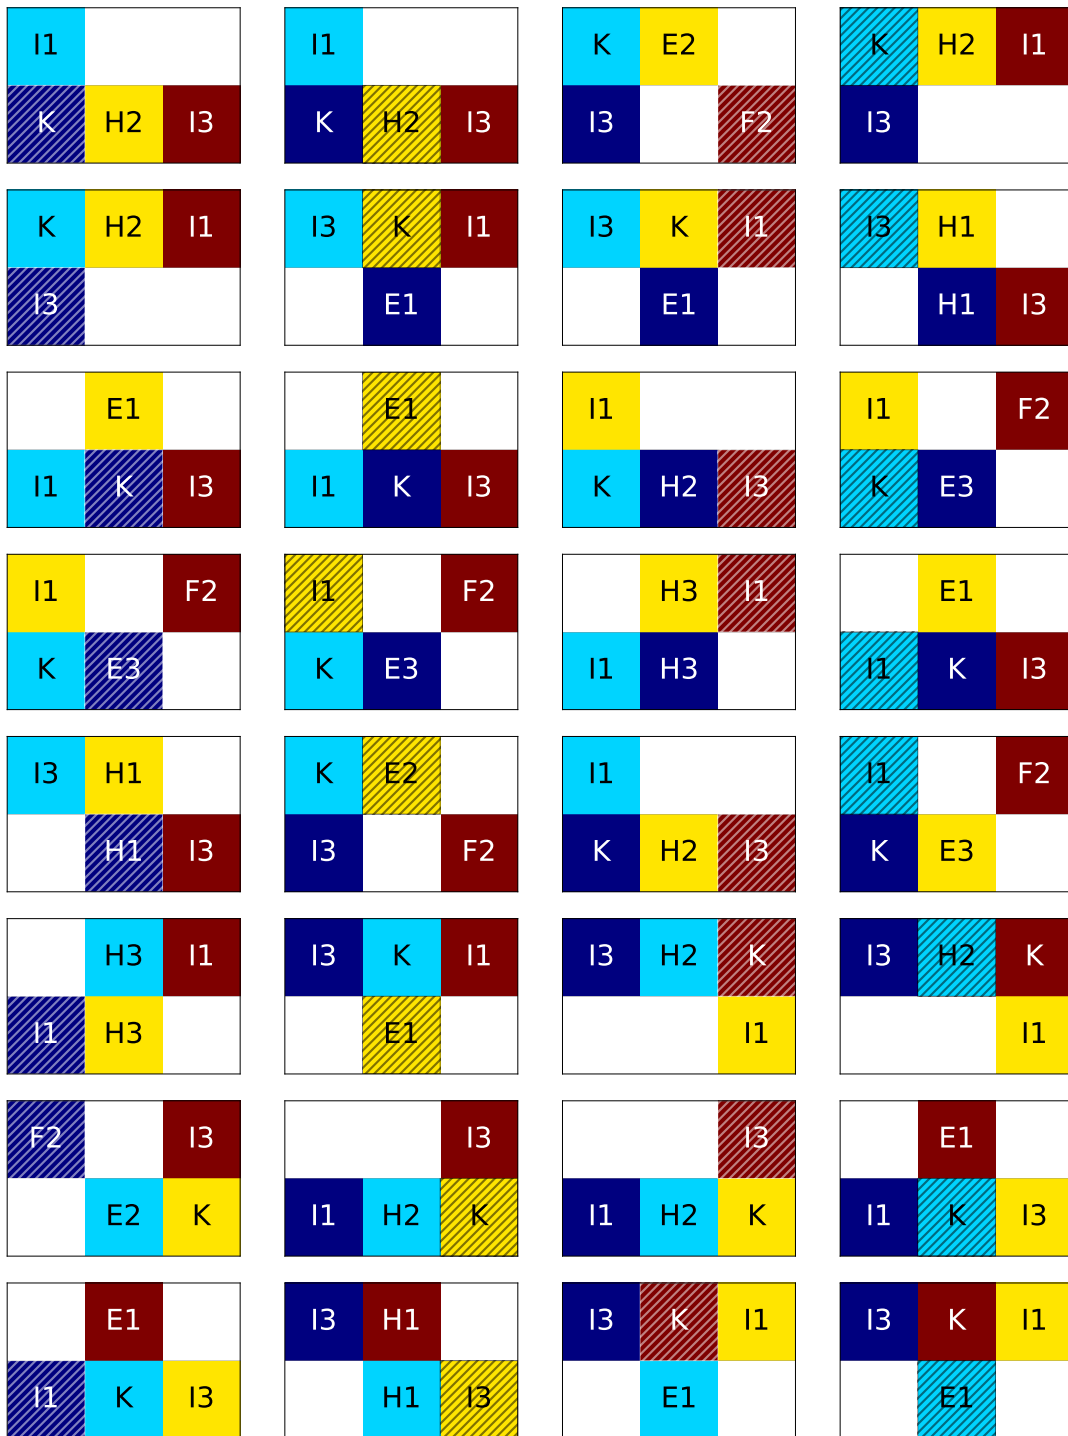 I1 I1 K E2 K H2 I1
K H2 I3 K H2 I3 I3 F2 I3
K H2 I1 I3 K I1 I3 K I1 I3 H1
I3 E1 E1 H1 I3
E1 E1 I1 I1 F2
I1 K I3 I1 K I3 K H2 I3 K E3
I1 F2 I1 F2 H3 I1 E1
K E3 K E3 I1 H3 I1 K I3
I3 H1 K E2 I1 I1 F2
H1 I3 I3 F2 K H2 I3 K E3
H3 I1 I3 K I1 I3 H2 K I3 H2 K
I1 H3 E1 I1 I1
F2 I3 I3 I3 E1
E2 K I1 H2 K I1 H2 K I1 K I3
E1 I3 H1 I3 K I1 I3 K I1
I1 K I3 H1 I3 E1 E1